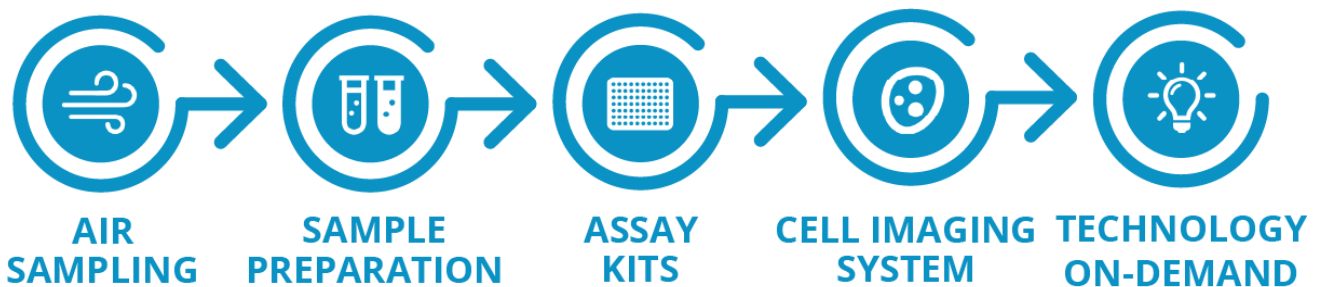 AIR
SAMPLING
SAMPLE
PREPARATION
ASSAY
KITS
CELL IMAGING
SYSTEM
TECHNOLOGY
ON-DEMAND